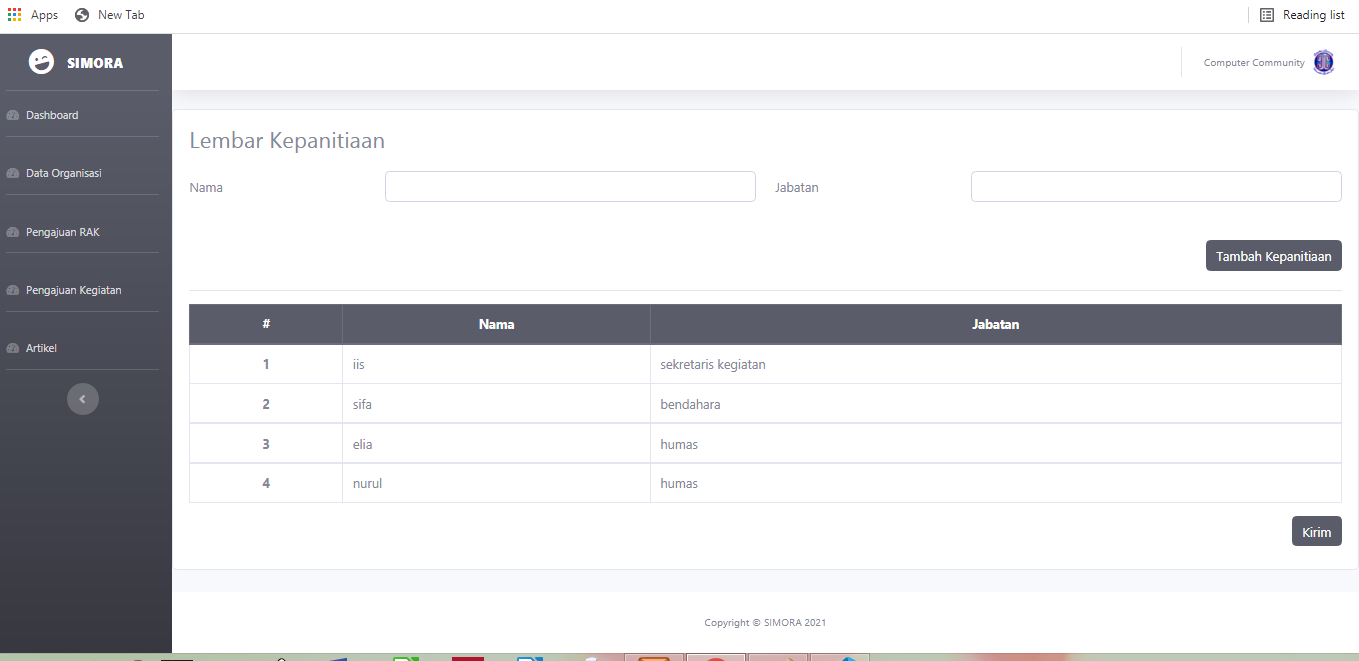 Apps New Tab Reading list
SIMORA
Computer Community
Dashboard
Data Organisasi
Pengajuan RAK
Pengajuan Kegiatan
Artikel
Lembar Kepanitiaan
Nama Jabatan
Tambah Kepanitiaan
# Nama Jabatan
1 iis sekretaris kegiatan
2 sifa bendahara
3 elia humas
4 nurul humas
Kirim
Copyright © SIMORA 2021